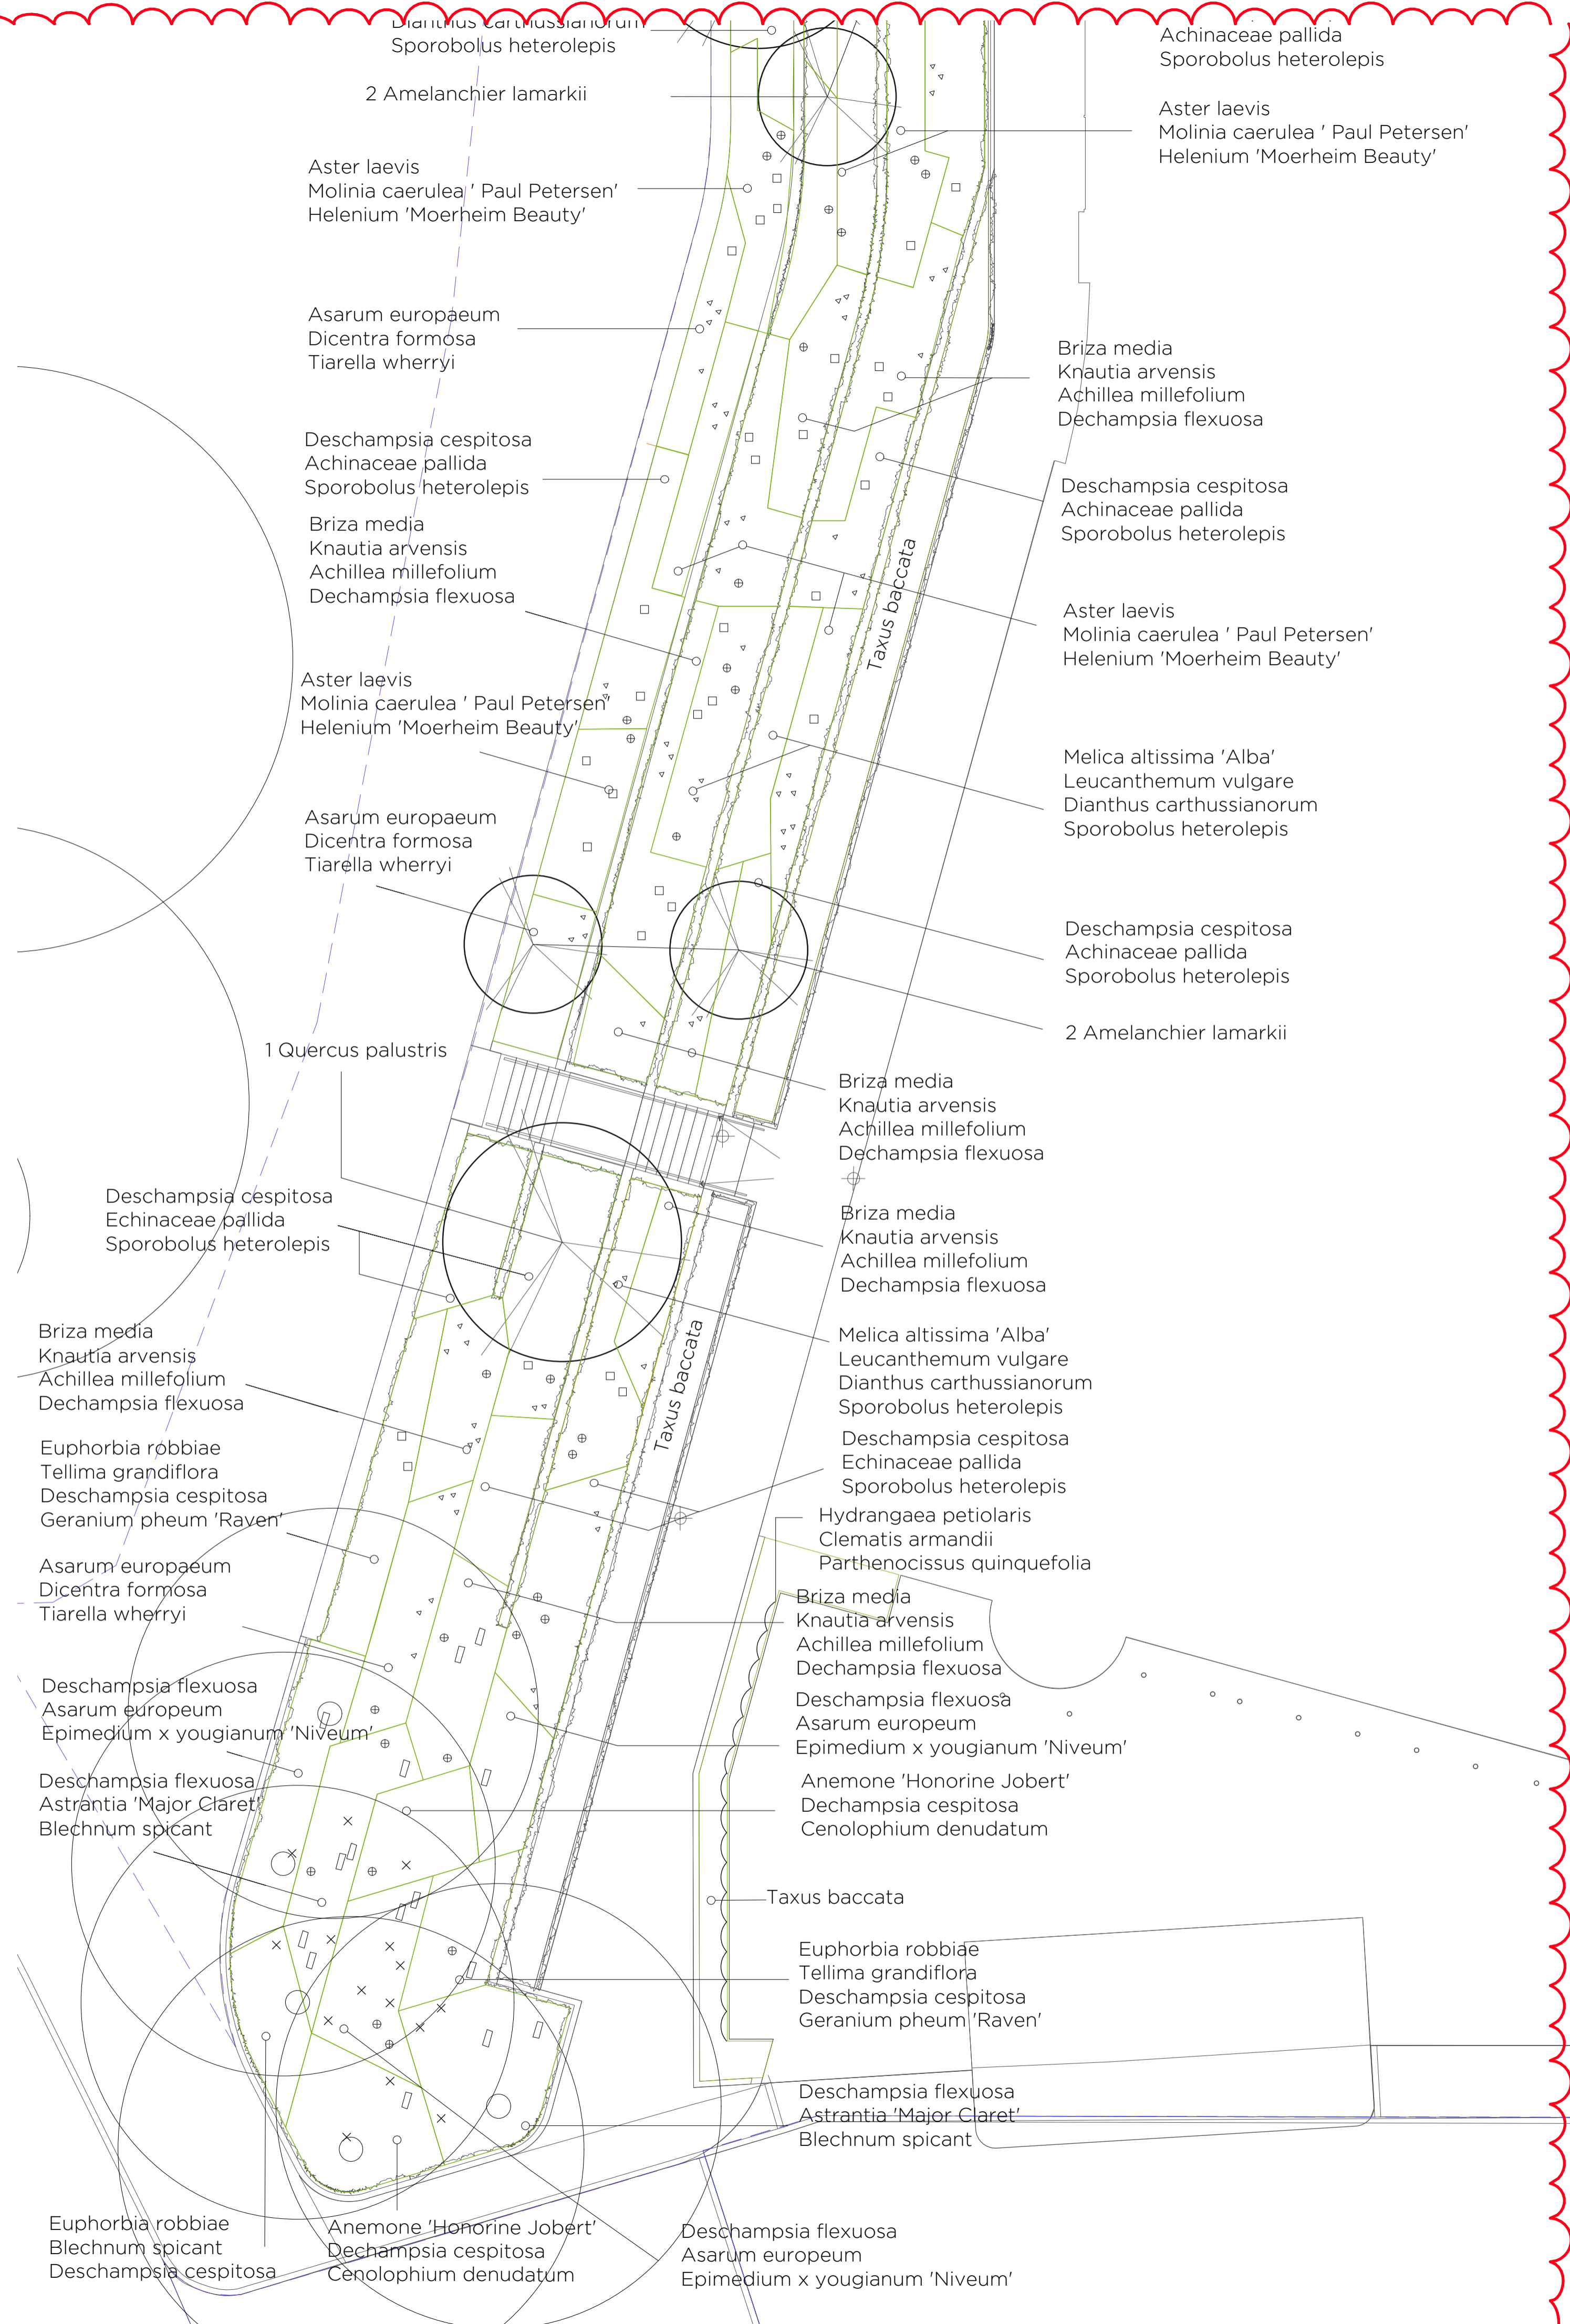 Dianthus carthussianorum
Sporobolus heterolepis
2 Amelanchier lamarkii
Aster laevis
Molinia caerulea ' Paul Petersen'
Helenium 'Moerheim Beauty'
Asarum europaeum
Dicentra formosa
Tiarella wherryi
Deschampsia cespitosa
Achinaceae pallida
Sporobolus heterolepis
Briza media
Knautia arvensis
Achillea millefolium
Dechampsia flexuosa
Aster laevis
Molinia caerulea ' Paul Petersen'
Helenium 'Moerheim Beauty'
Asarum europaeum
Dicentra formosa
Tiarella wherryi
1 Quercus palustris
Deschampsia cespitosa
Echinaceae pallida
Sporobolus heterolepis
Briza media
Knautia arvensis
Achillea millefolium
Dechampsia flexuosa
Euphorbia robbiae
Tellima grandiflora
Deschampsia cespitosa
Geranium pheum 'Raven'
Asarum europaeum
Dicentra formosa
Tiarella wherryi
Deschampsia flexuosa
Asarum europeum
Epimedium x yougianum 'Niveum'
Deschampsia flexuosa
Astrantia 'Major Claret'
Blechnum spicant
Euphorbia robbiae
Blechnum spicant
Deschampsia cespitosa
Anemone 'Honorine Jobert'
Dechampsia cespitosa
Cenolophium denudatum
Deschampsia flexuosa
Asarum europeum
Epimedium x yougianum 'Niveum'
Taxus baccata
Taxus baccata
Achinaceae pallida
Sporobolus heterolepis
Aster laevis
Molinia caerulea ' Paul Petersen'
Helenium 'Moerheim Beauty'
Briza media
Knautia arvensis
Achillea millefolium
Dechampsia flexuosa
Deschampsia cespitosa
Achinaceae pallida
Sporobolus heterolepis
Aster laevis
Molinia caerulea ' Paul Petersen'
Helenium 'Moerheim Beauty'
Melica altissima 'Alba'
Leucanthemum vulgare
Dianthus carthussianorum
Sporobolus heterolepis
Deschampsia cespitosa
Achinaceae pallida
Sporobolus heterolepis
2 Amelanchier lamarkii
Briza media
Knautia arvensis
Achillea millefolium
Dechampsia flexuosa
Briza media
Knautia arvensis
Achillea millefolium
Dechampsia flexuosa
Melica altissima 'Alba'
Leucanthemum vulgare
Dianthus carthussianorum
Sporobolus heterolepis
Deschampsia cespitosa
Echinaceae pallida
Sporobolus heterolepis
Hydrangaea petiolaris
Clematis armandii
Parthenocissus quinquefolia
Briza media
Knautia arvensis
Achillea millefolium
Dechampsia flexuosa
Deschampsia flexuosa
Asarum europeum
Epimedium x yougianum 'Niveum'
Anemone 'Honorine Jobert'
Dechampsia cespitosa
Cenolophium denudatum
Taxus baccata
Euphorbia robbiae
Tellima grandiflora
Deschampsia cespitosa
Geranium pheum 'Raven'
Deschampsia flexuosa
Astrantia 'Major Claret'
Blechnum spicant